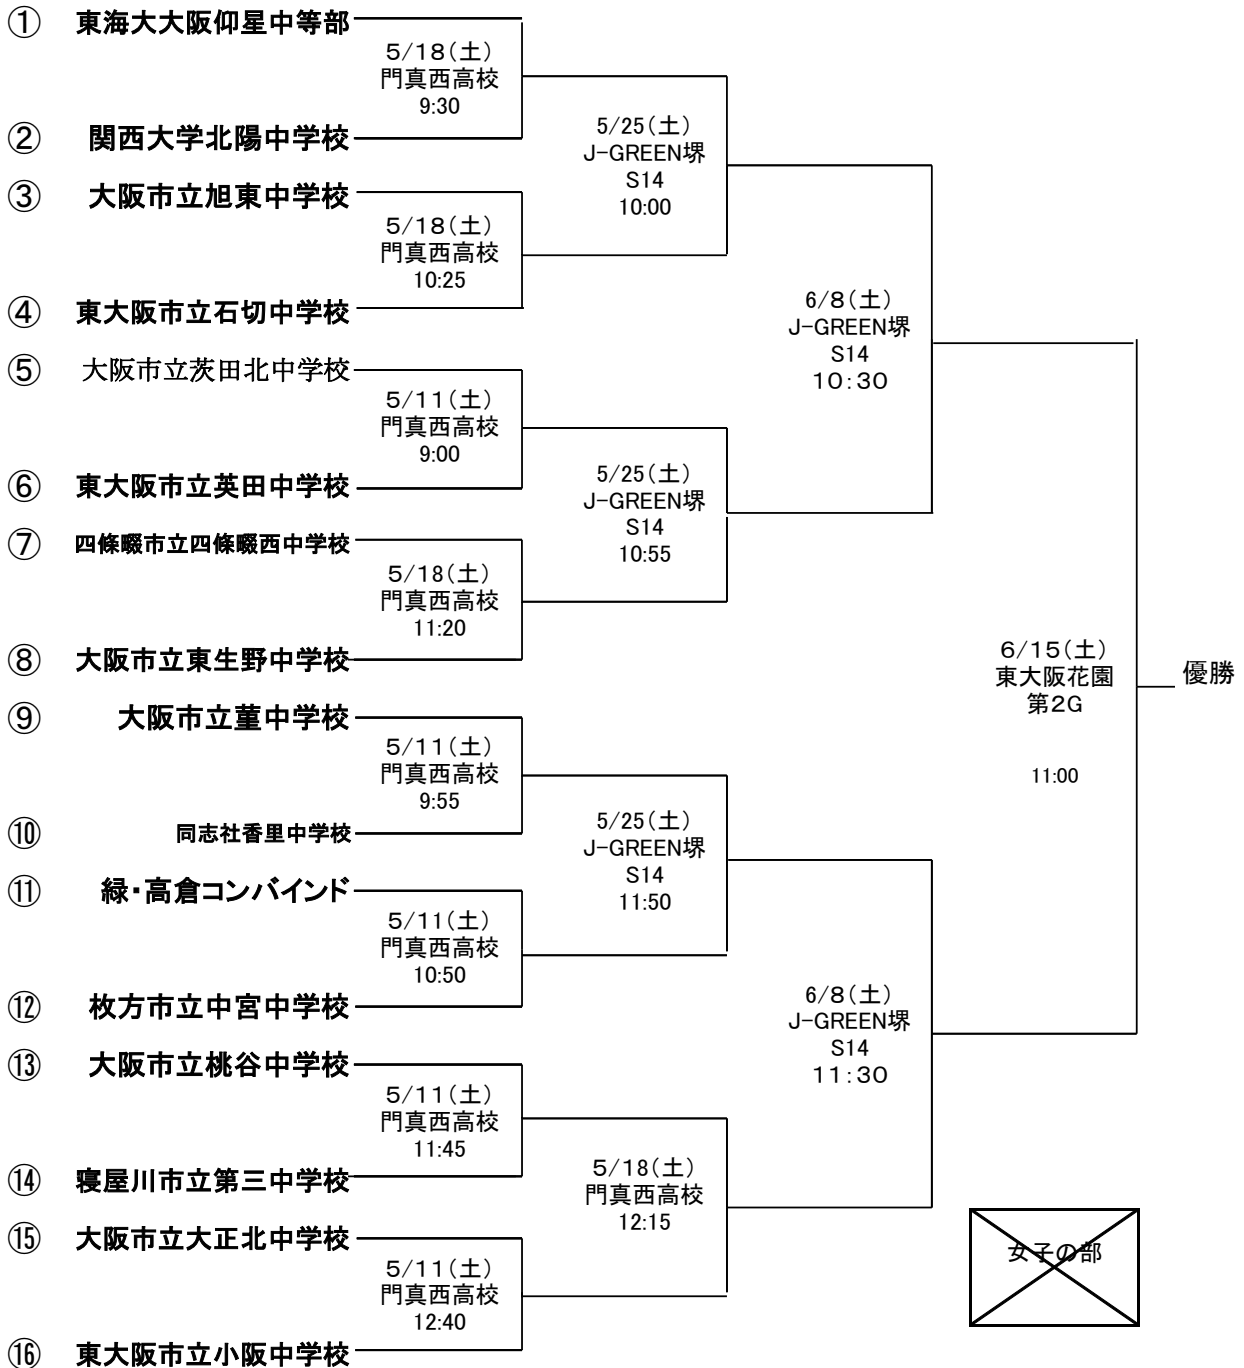 ① 東海大大阪仰星中等部
5/18(土)
門真西高校
9:30
② 関西大学北陽中学校
5/25(土)
J-GREEN堺
S14
10:00
③ 大阪市立旭東中学校
5/18(土)
門真西高校
10:25
④ 東大阪市立石切中学校
6/8(土)
J-GREEN堺
S14
10:30
⑤ 大阪市立茨田北中学校
5/11(土)
門真西高校
9:00
⑥ 東大阪市立英田中学校
5/25(土)
J-GREEN堺
S14
10:55
⑦ 四條畷市立四條畷西中学校
5/18(土)
門真西高校
11:20
⑧ 大阪市立東生野中学校
6/15(土)
東大阪花園
第2G
11:00
優勝
⑨ 大阪市立菫中学校
5/11(土)
門真西高校
9:55
⑩ 同志社香里中学校
5/25(土)
J-GREEN堺
S14
11:50
⑪ 緑・高倉コンバインド
5/11(土)
門真西高校
10:50
⑫ 枚方市立中宮中学校
6/8(土)
J-GREEN堺
S14
11:30
⑬ 大阪市立桃谷中学校
5/11(土)
門真西高校
11:45
⑭ 寝屋川市立第三中学校
5/18(土)
門真西高校
12:15
⑮ 大阪市立大正北中学校
5/11(土)
門真西高校
12:40
⑯ 東大阪市立小阪中学校
女子の部